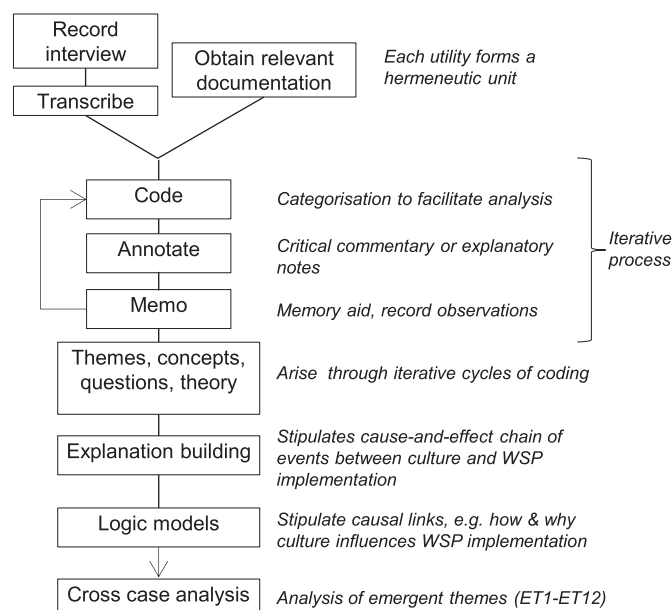 Record
interview
Transcribe
Obtain relevant
documentation
Each utility forms a
hermeneutic unit
Code
Categorisation to facilitate analysis
Annotate
Critical commentary or explanatory
notes
Iterative
process
Memo
Memory aid, record observations
Themes, concepts,
questions, theory
Arise through iterative cycles of coding
Explanation building
Stipulates cause-and-effect chain of
events between culture and WSP
implementation
Logic models
Stipulate causal links, e.g. how & why
culture influences WSP implementation
Cross case analysis
Analysis of emergent themes (ET1-ET12)